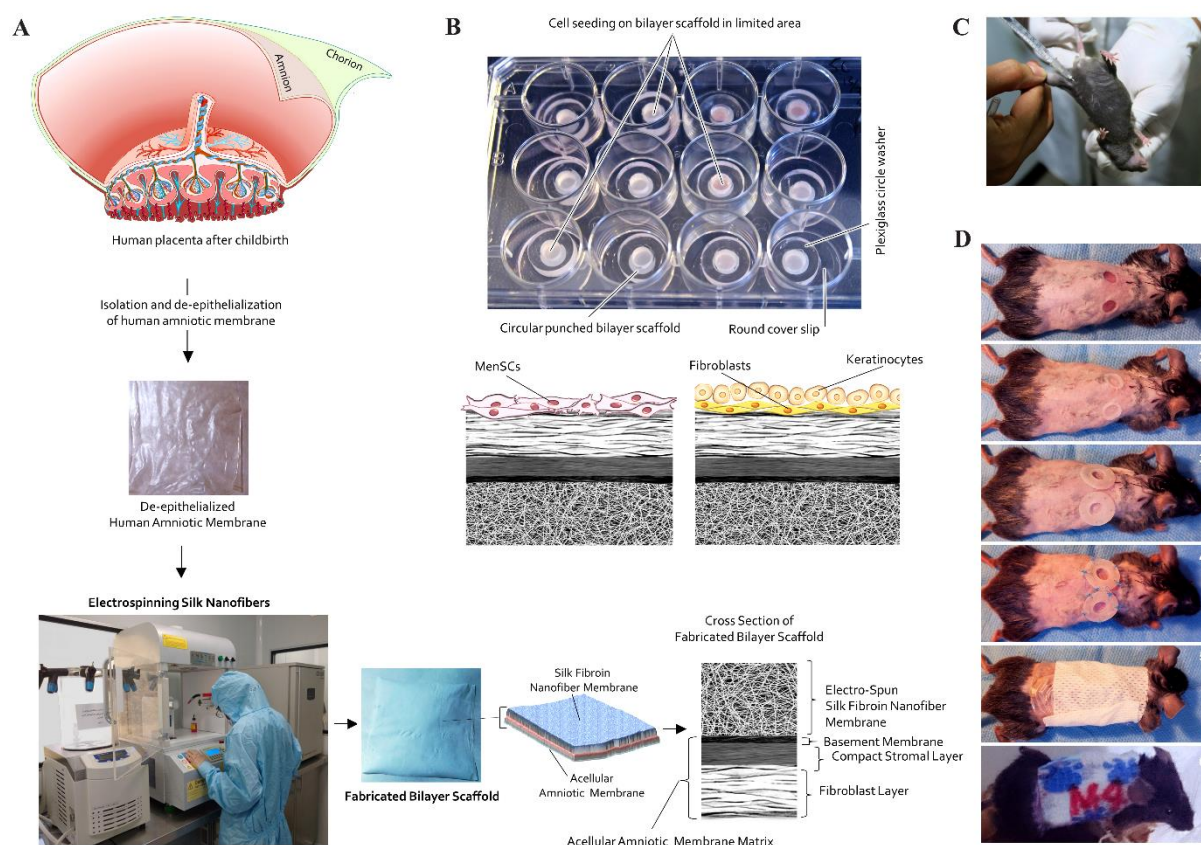 A
Chorion
Amnion
Human placenta after childbirth
Isolation and de-epithelialization
of human amniotic membrane
De-epithelialized
Human Amniotic Membrane
Electrospinning Silk Nanofibers
Fabricated Bilayer Scaffold
Silk Fibroin
Nanofiber Membrane
Acellular
Amniotic Membrane
Cross Section of
Fabricated Bilayer Scaffold
Electro-Spun
Silk Fibroin Nanofiber
Membrane
Basement Membrane
Compact Stromal Layer
Fibroblast Layer
Acellular Amniotic Membrane Matrix
B
Cell seeding on bilayer scaffold in limited area
A
B
Plexiglass circle washer
Circular punched bilayer scaffold
Round cover slip
MenSCs
Fibroblasts
Keratinocytes
C
D
M4